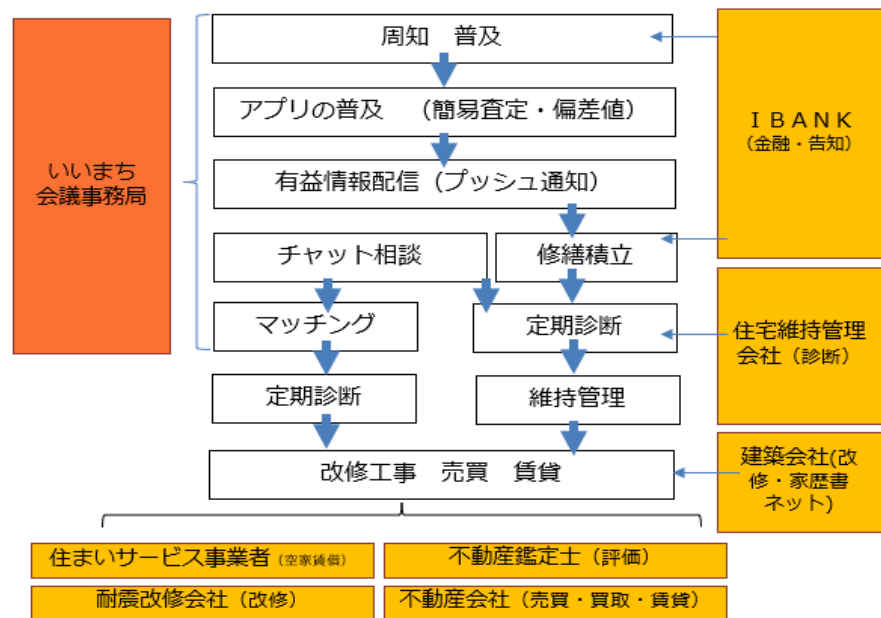 周知　普及
アプリの普及　（簡易査定・偏差値）
有益情報配信（プッシュ通知）
チャット相談
修繕積立
マッチング
定期診断
定期診断
維持管理
改修工事　売買　賃貸
いいまち
会議事務局
ＩＢＡＮＫ
（金融・告知）
住宅維持管理
会社（診断）
建築会社(改
修・家歴書
ネット)
住まいサービス事業者（空家賃借）
不動産鑑定士（評価）
耐震改修会社（改修）
不動産会社（売買・買取・賃貸）